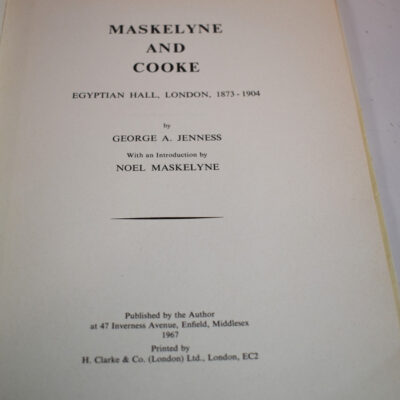 MASKELYNE
AND
COOKE
EGYPTIAN HALL, LONDON, 1873-1904
by
GEORGE A. JENNESS
With an Introduction by
NOEL MASKELYNE
Published by the Author
at 47 Inverness Avenue, Enfield, Middlesex
1967
Printed by
H. Clarke & Co. (London) Ltd., London, EC2